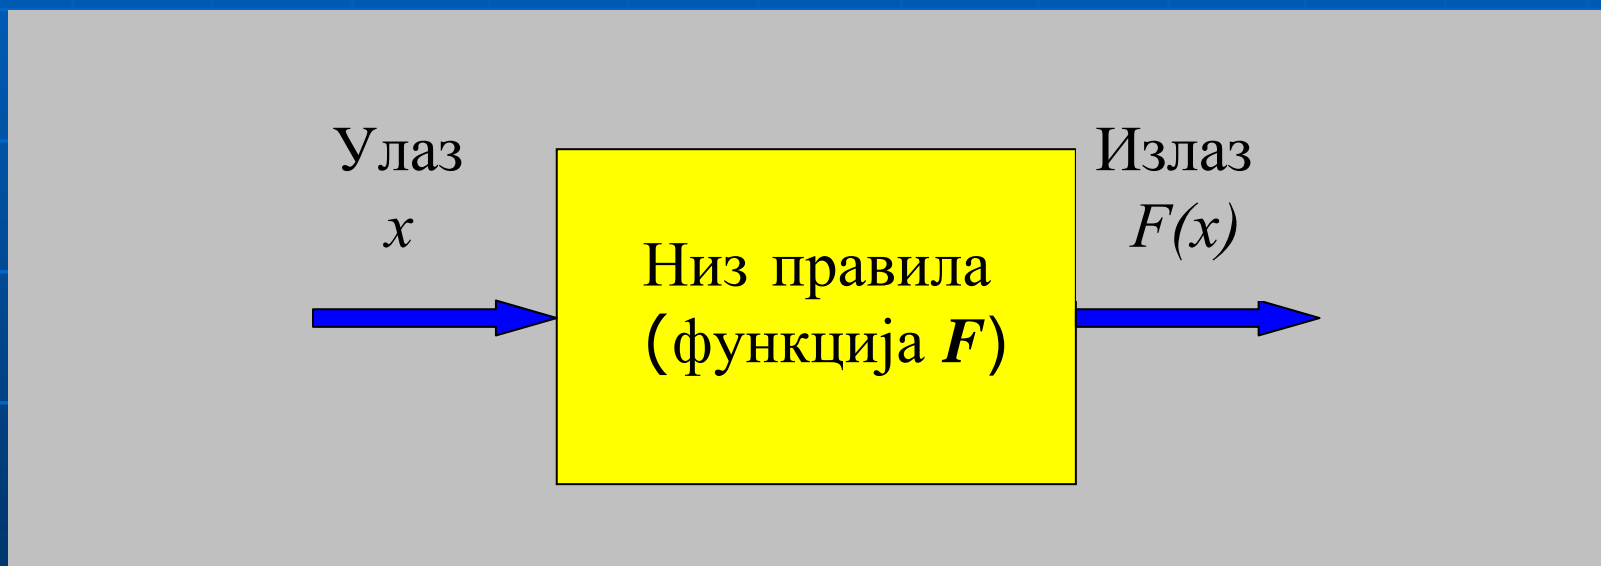 Улаз
x
Низ правила
(функција F)
Излаз
F(x)